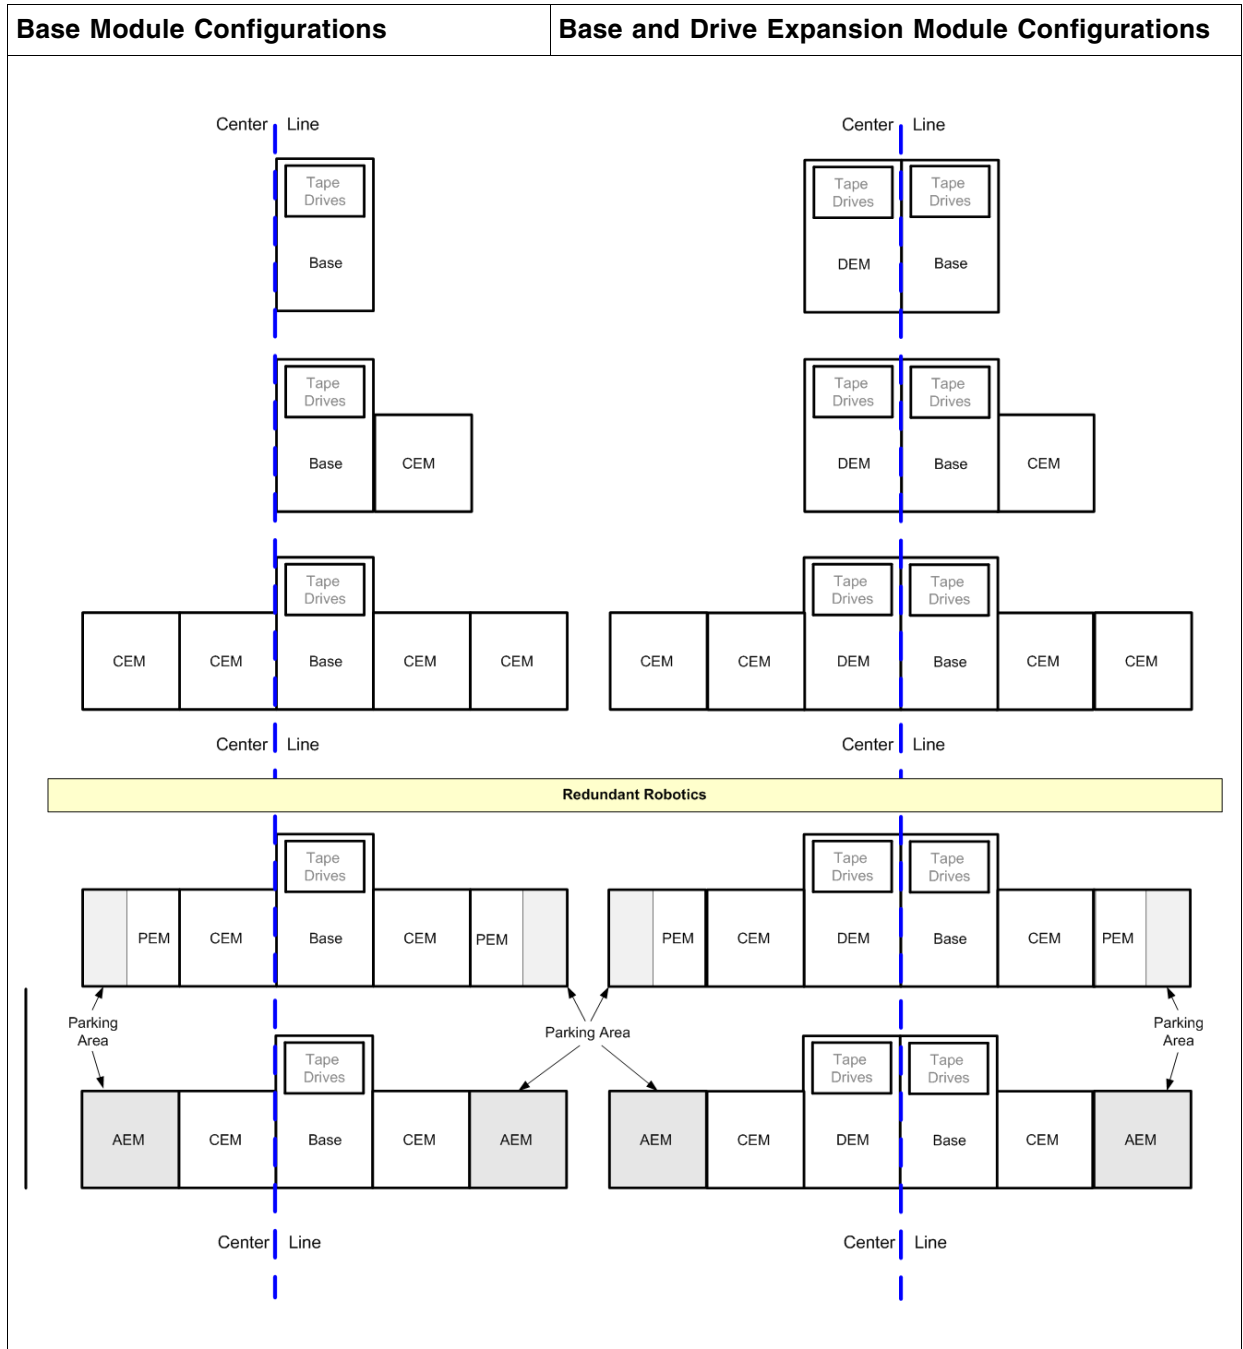 Base Module Configurations
Base and Drive Expansion Module Configurations
Center Line
Center Line
Tape
Drives
Base
Tape
Drives
DEM
Tape
Drives
Base
Tape
Drives
Base
CEM
Tape
Drives
DEM
Tape
Drives
Base
CEM
Tape
Drives
CEM
CEM
Base
CEM
CEM
Tape
Drives
Tape
Drives
CEM
CEM
DEM
Base
CEM
CEM
Center Line
Center Line
Redundant Robotics
Tape
Drives
PEM
CEM
Base
CEM
PEM
Tape
Drives
Tape
Drives
PEM
CEM
DEM
Base
CEM
PEM
Parking
Area
Parking Area
Parking
Area
Tape
Drives
AEM
CEM
Base
CEM
AEM
Tape
Drives
Tape
Drives
AEM
CEM
DEM
Base
CEM
AEM
Center Line
Center Line